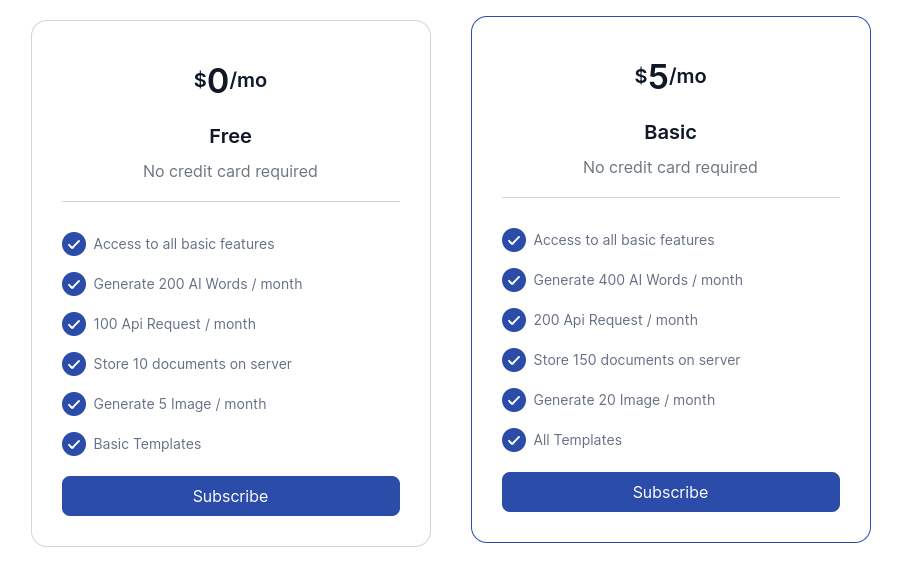 $0/mo
Free
No credit card required
Access to all basic features
Generate 200 AI Words / month
100 Api Request / month
Store 10 documents on server
Generate 5 Image / month
Basic Templates
Subscribe
$5/mo
Basic
No credit card required
Access to all basic features
Generate 400 AI Words / month
200 Api Request / month
Store 150 documents on server
Generate 20 Image / month
All Templates
Subscribe